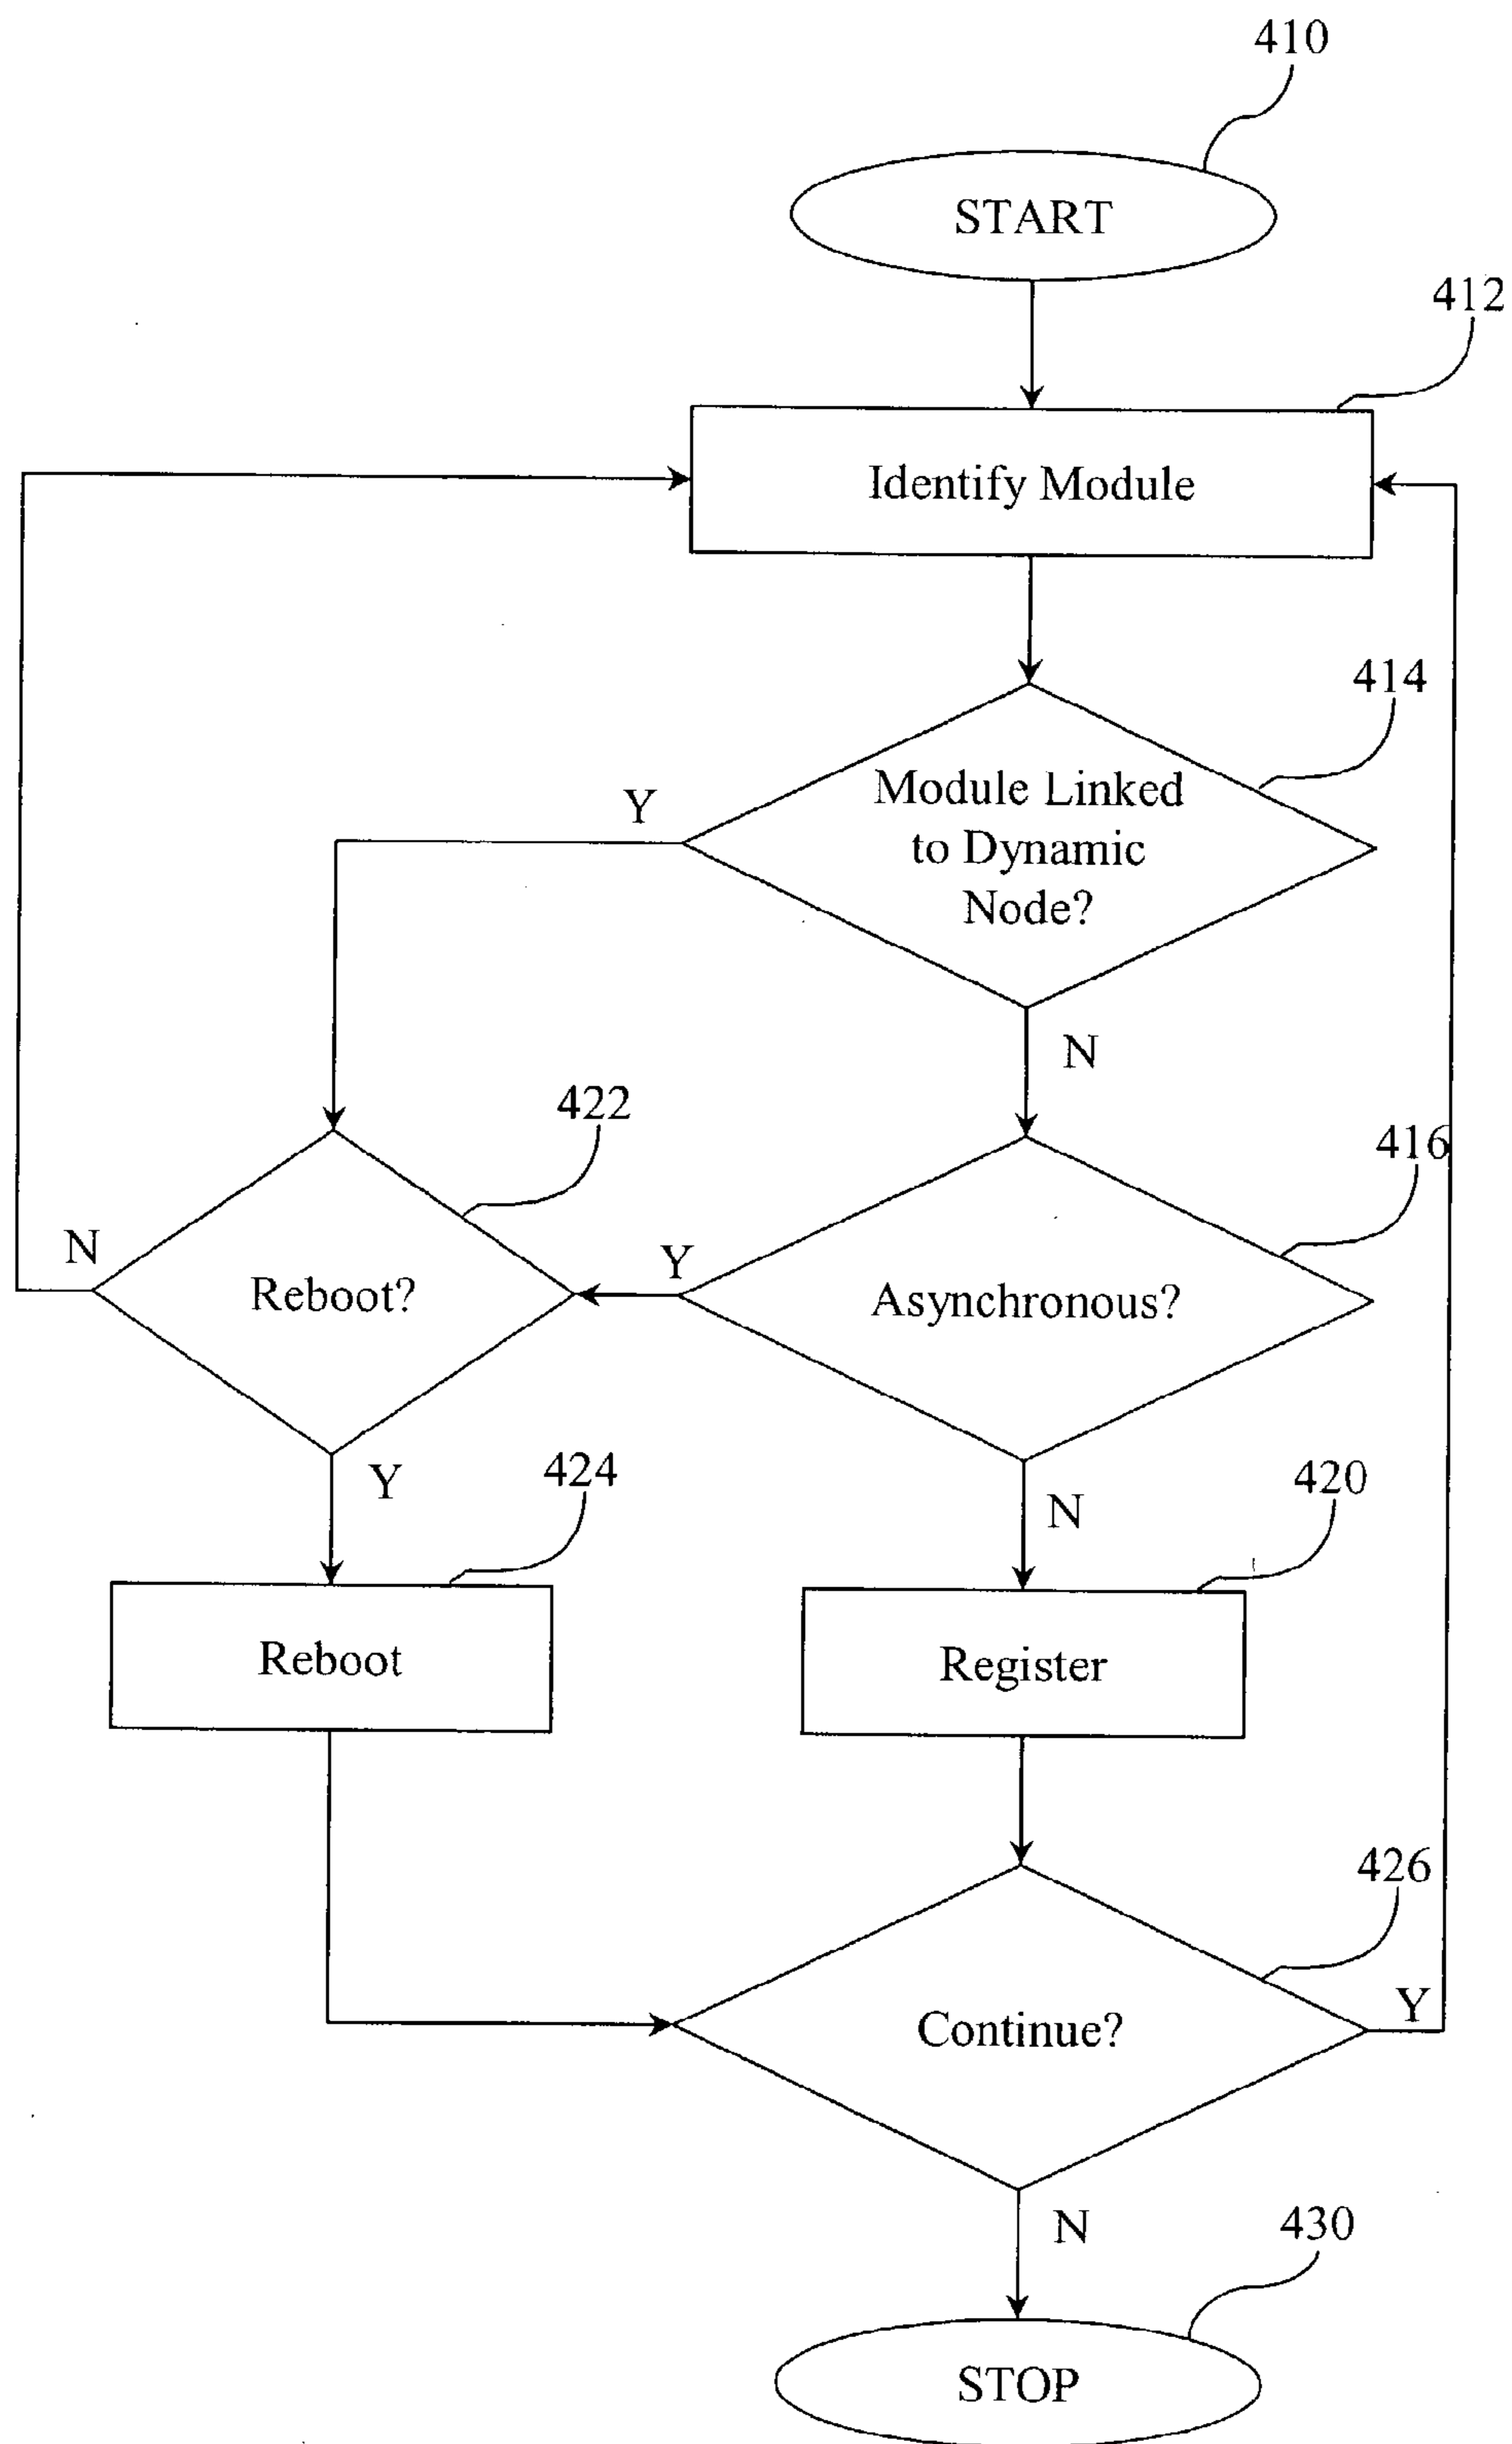 410
START
412
Identify Module
414
Module Linked
to Dynamic
Node?
Y
N
422
416
N
Reboot?
Y
Asynchronous?
Y
424
N
420
Reboot
Register
426
Continue?
Y
N
430
STOP